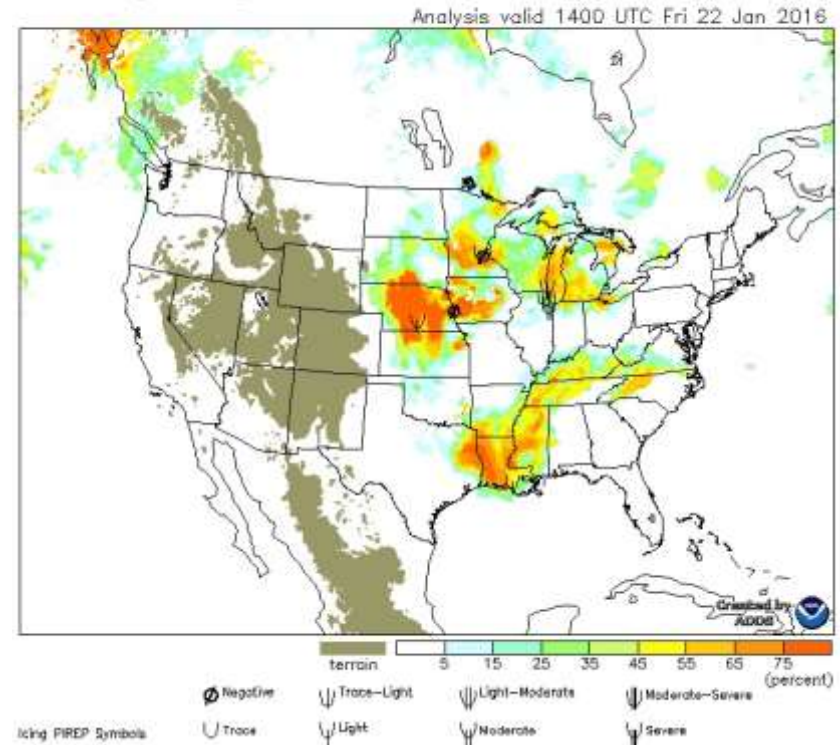 Analysis valid 1400 UTC Fri 22 Jan 2016
Created by
ADDS
terrain 5 15 25 35 45 55 65 75
(percent)
Negative Trace-Light Light-Moderate Moderate-Severe
Icing PIREP Symbols Trace Light Moderate Severe